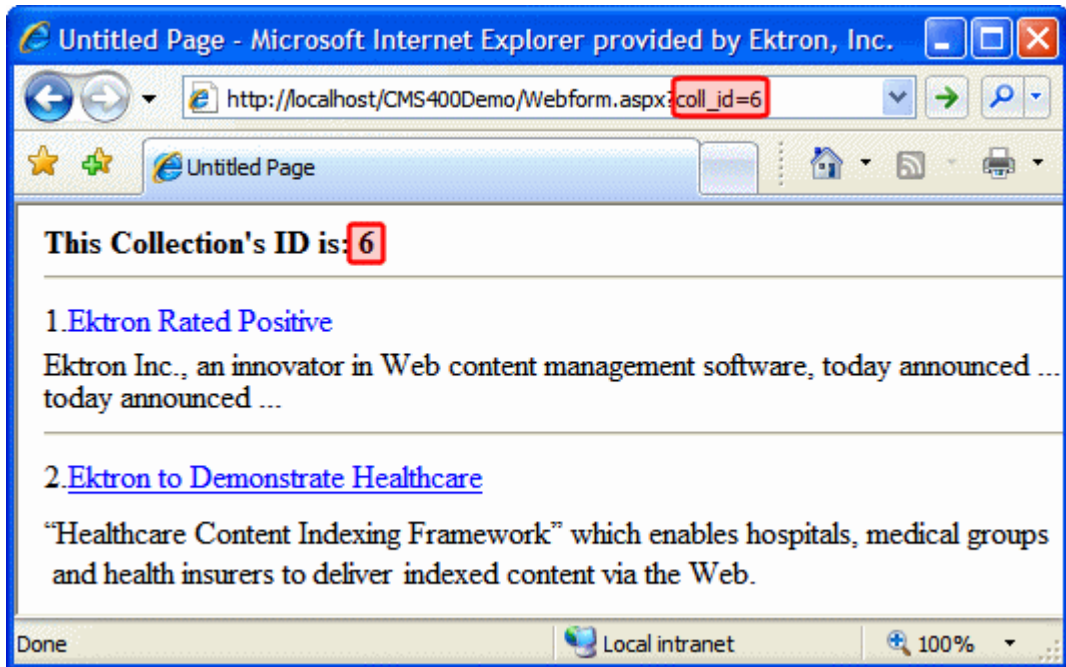 Untitled Page - Microsoft Internet Explorer provided by Ektron, Inc.
http://localhost/CMS400Demo/Webform.aspx?coll_id=6
Untitled Page
This Collection's ID is: 6
1.Ektron Rated Positive
Ektron Inc., an innovator in Web content management software, today announced ...
today announced ...
2.Ektron to Demonstrate Healthcare
“Healthcare Content Indexing Framework” which enables hospitals, medical groups
and health insurers to deliver indexed content via the Web.
Done Local intranet 100%